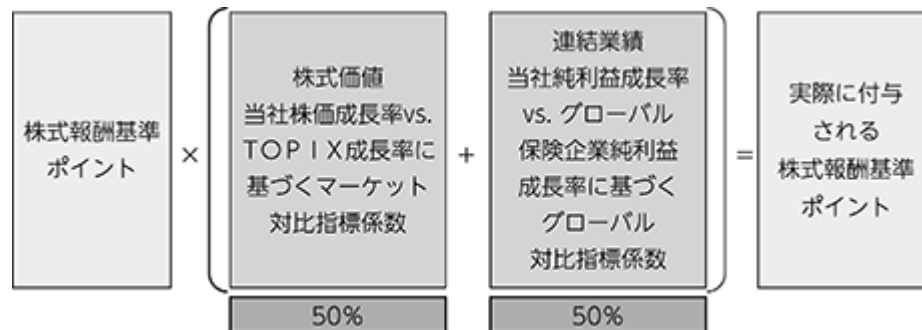 株式報酬基準
ポイント
×
株式価値
当社株価成長率vs.
TOPIX成長率に
基づくマーケット
対比指標係数
50%
+
連結業績
当社純利益成長率
vs. グローバル
保険企業純利益
成長率に基づく
グローバル
対比指標係数
50%
=
実際に付与
される
株式報酬基準
ポイント